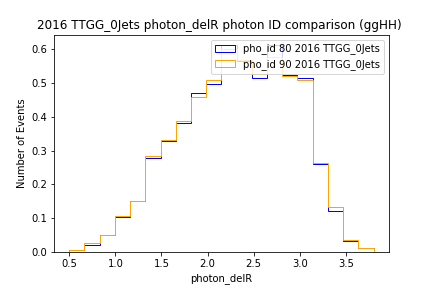 2016 TTGG_0Jets photon_delR photon ID comparison (ggHH)
pho_id 80 2016 TTGG_0Jets
pho_id 90 2016 TTGG_0Jets
Number of Events
0.6
0.5
0.4
0.3
0.2
0.1
0.0
0.5 1.0 1.5 2.0 2.5 3.0 3.5
photon_delR